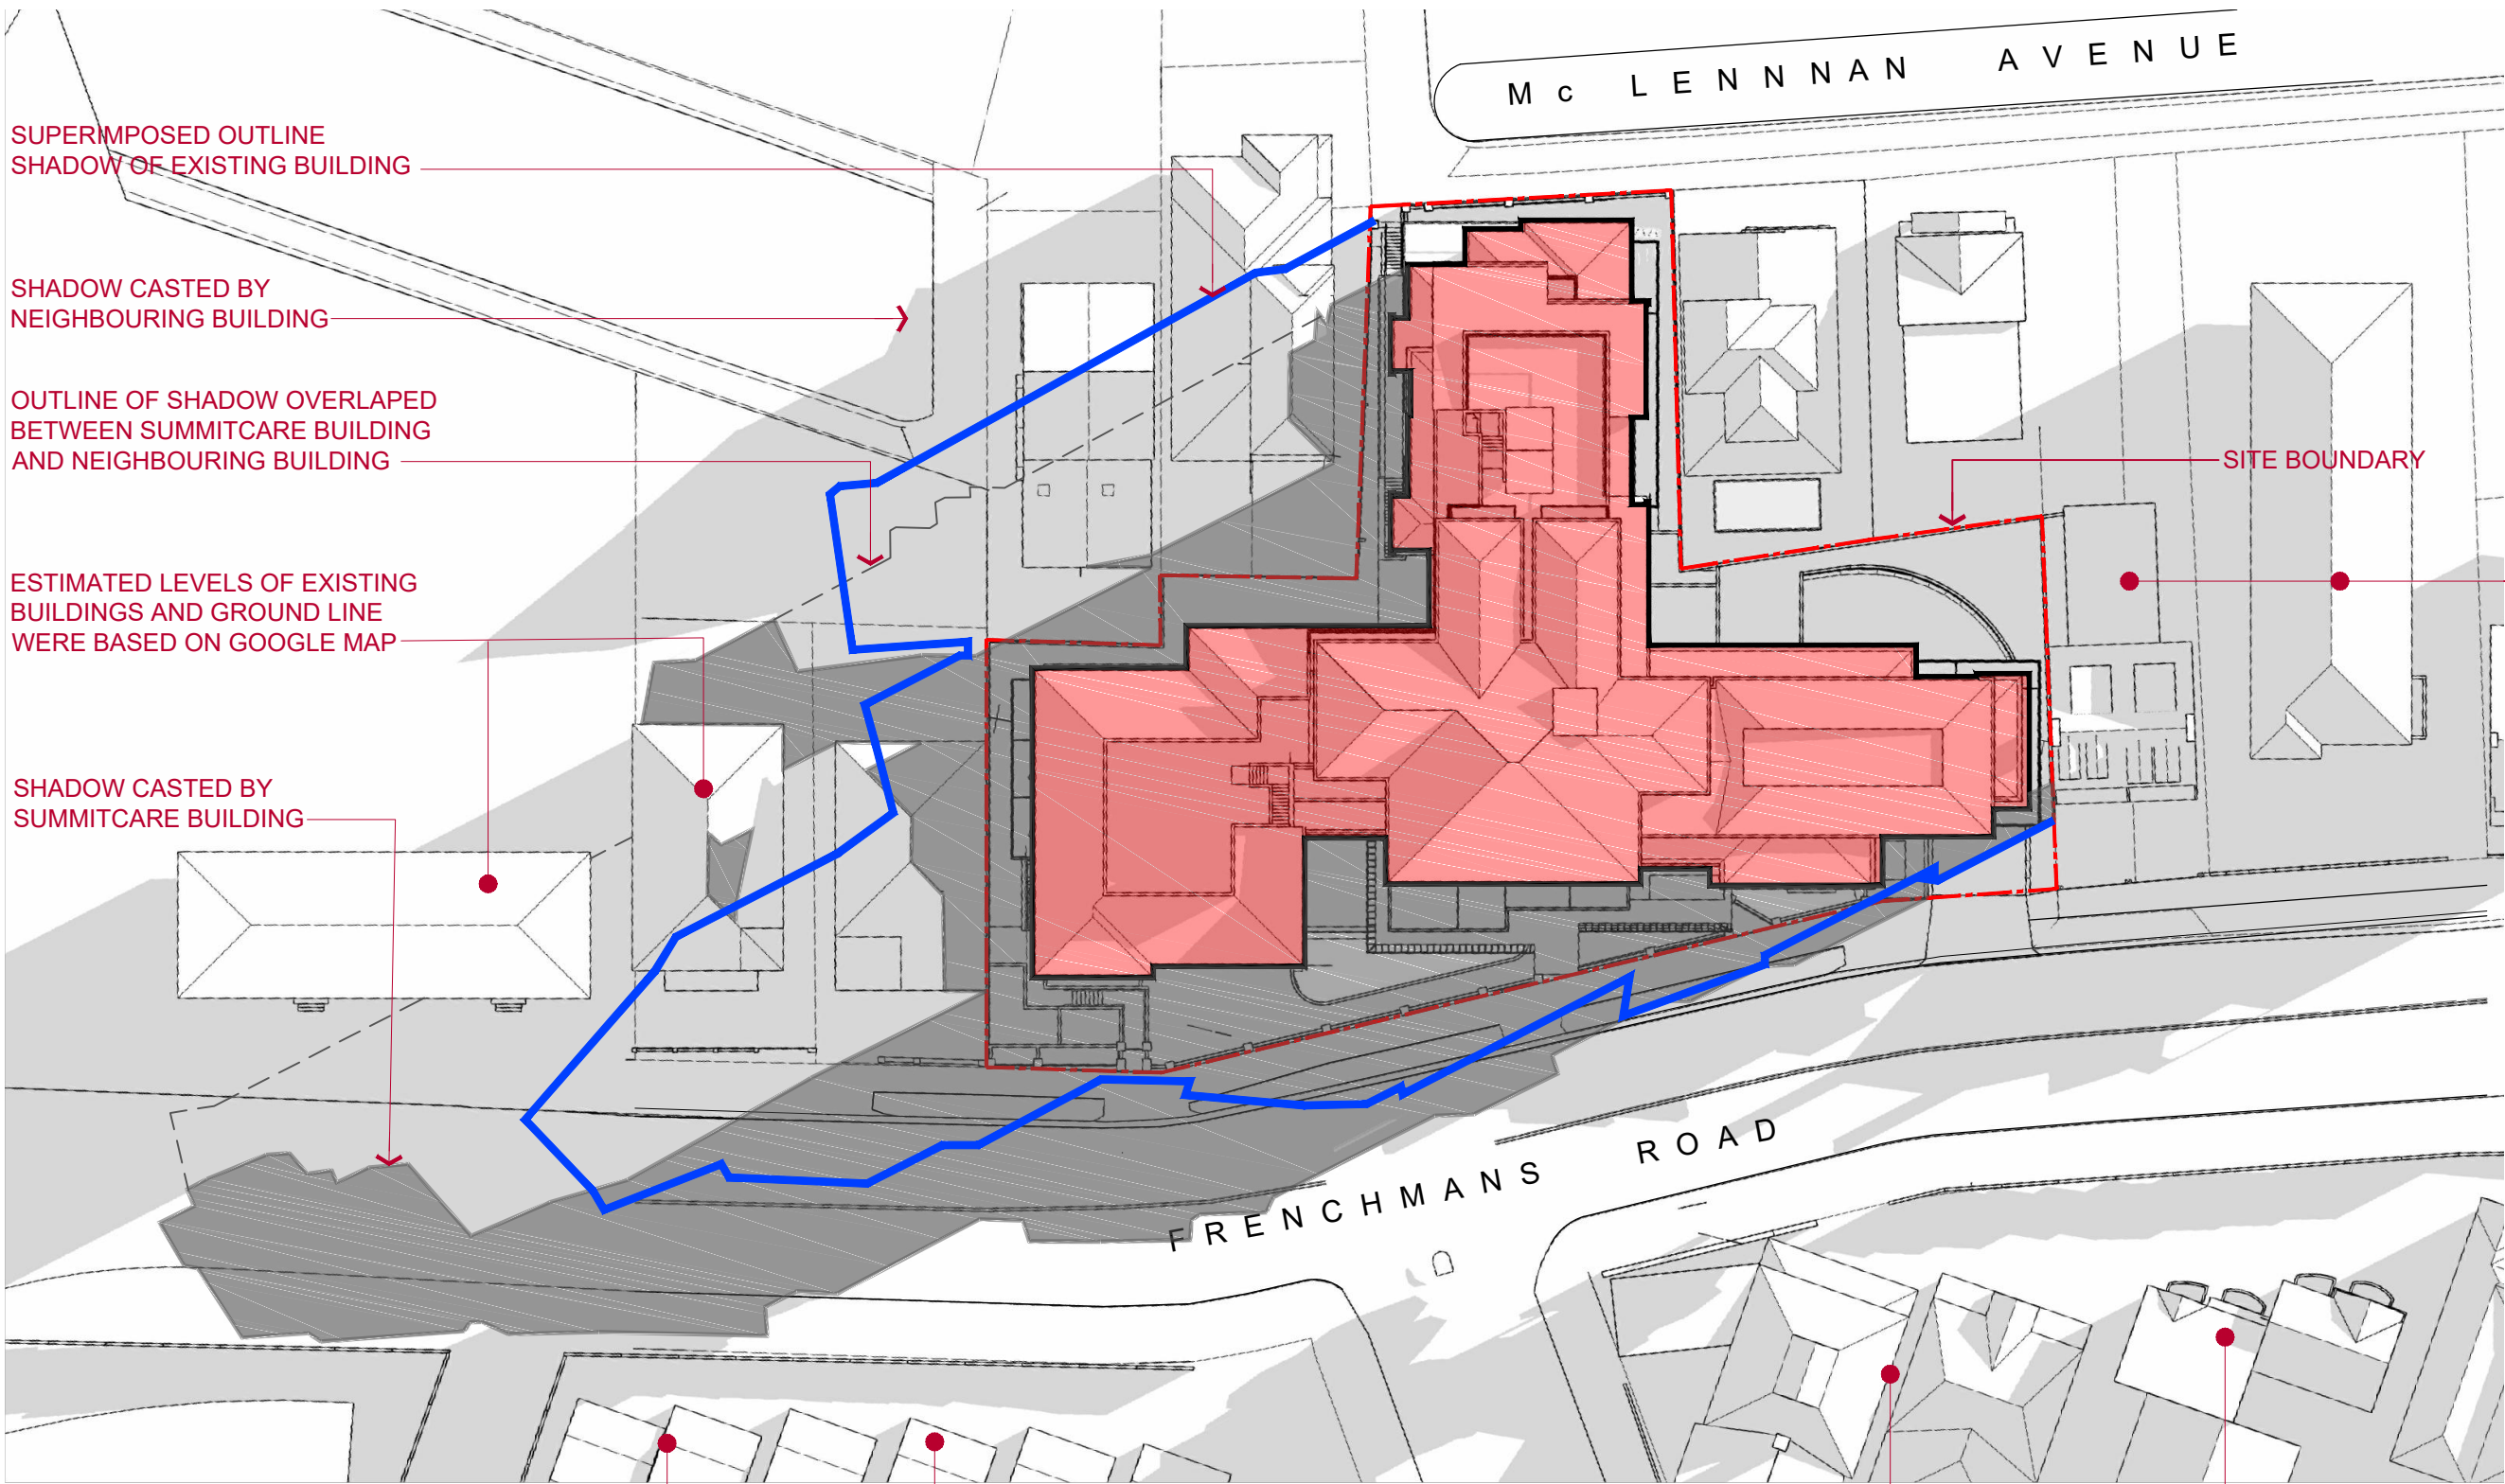 Mc LENNNAN AVENUE
SUPERIMPOSED OUTLINE
SHADOW OF EXISTING BUILDING
SHADOW CASTED BY
NEIGHBOURING BUILDING
OUTLINE OF SHADOW OVERLAPED
BETWEEN SUMMITCARE BUILDING
AND NEIGHBOURING BUILDING
SITE BOUNDARY
ESTIMATED LEVELS OF EXISTING
BUILDINGS AND GROUND LINE
WERE BASED ON GOOGLE MAP
SHADOW CASTED BY
SUMMITCARE BUILDING
FRENCHMANS ROAD